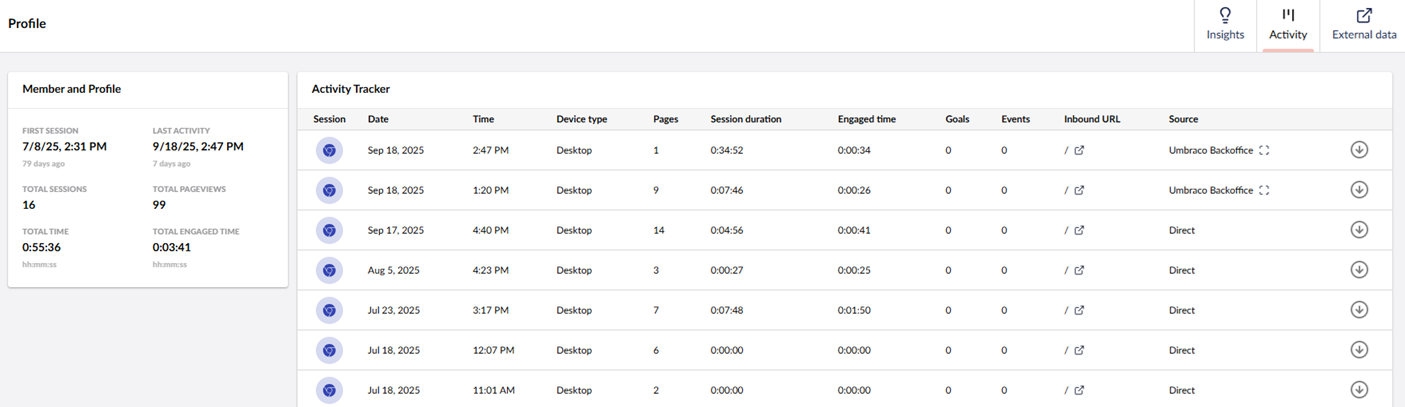 Profile
Insights
Activity
External data
Member and Profile
FIRST SESSION LAST ACTIVITY
7/8/25, 2:31 PM 9/18/25, 2:47 PM
79 days ago 7 days ago
TOTAL SESSIONS TOTAL PAGEVIEWS
16 99
TOTAL TIME TOTAL ENGAGED TIME
0:55:36 0:03:41
hh:mm:ss hh:mm:ss
Activity Tracker
Session Date Time Device type Pages Session duration Engaged time Goals Events Inbound URL Source
Sep 18, 2025 2:47 PM Desktop 1 0:34:52 0:00:34 0 0 / Umbraco Backoffice
Sep 18, 2025 1:20 PM Desktop 9 0:07:46 0:00:26 0 0 / Umbraco Backoffice
Sep 17, 2025 4:40 PM Desktop 14 0:04:56 0:00:41 0 0 / Direct
Aug 5, 2025 4:23 PM Desktop 3 0:00:27 0:00:25 0 0 / Direct
Jul 23, 2025 3:17 PM Desktop 7 0:07:48 0:01:50 0 0 / Direct
Jul 18, 2025 12:07 PM Desktop 6 0:00:00 0:00:00 0 0 / Direct
Jul 18, 2025 11:01 AM Desktop 2 0:00:00 0:00:00 0 0 / Direct